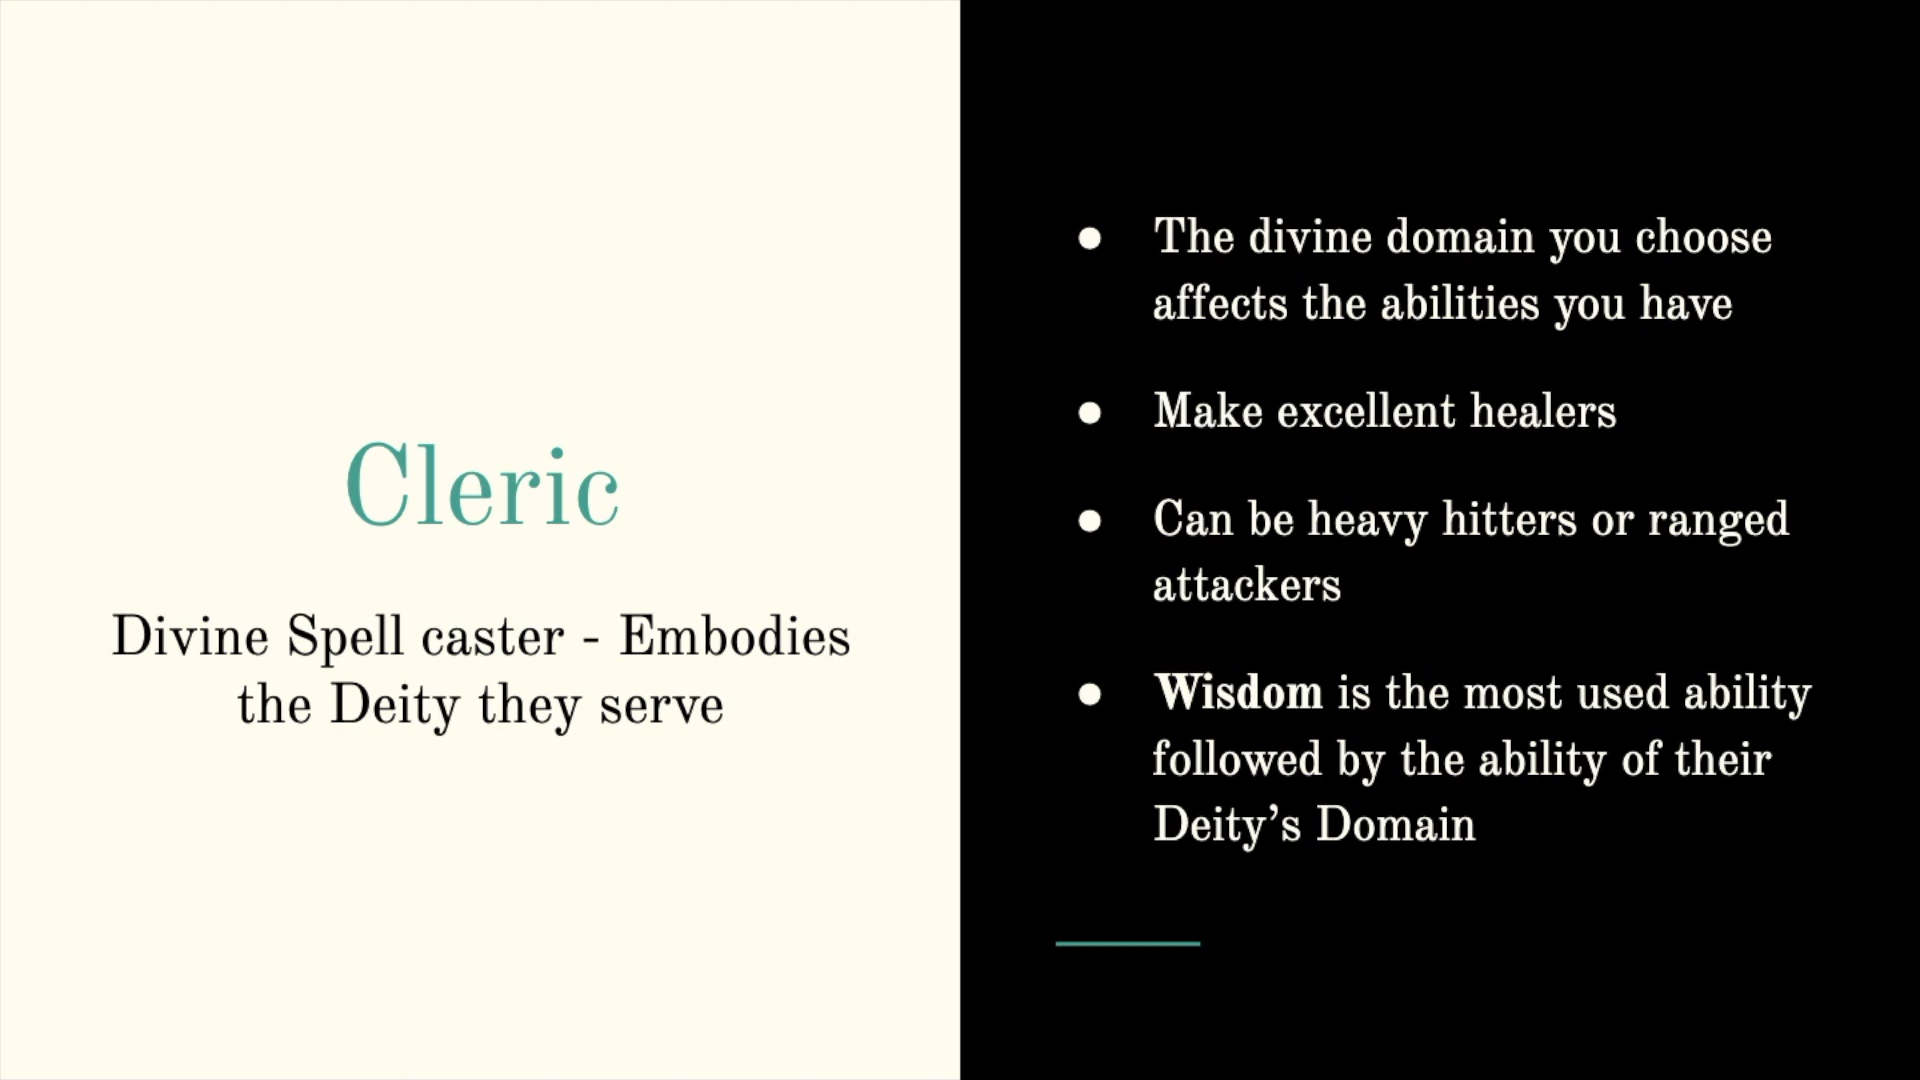 Cleric
Divine Spell caster - Embodies
the Deity they serve
● The divine domain you choose
affects the abilities you have
● Make excellent healers
● Can be heavy hitters or ranged
attackers
● Wisdom is the most used ability
followed by the ability of their
Deity’s Domain